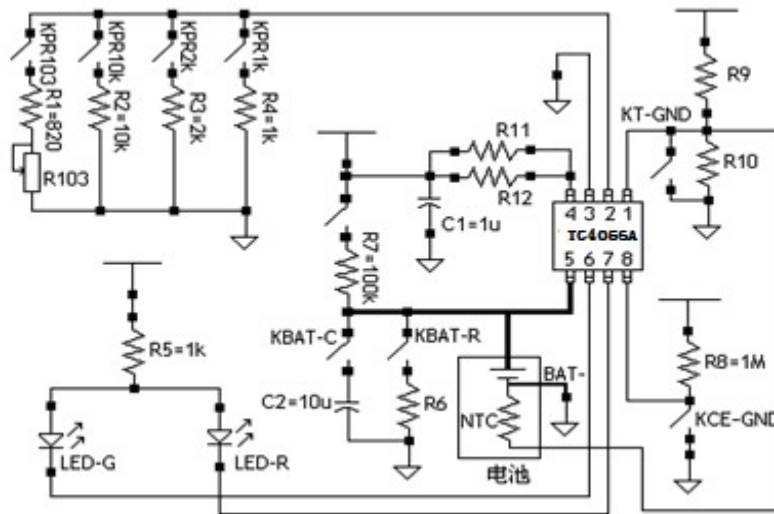 KPR103
R1=820
R103
KPR10k
R2=10k
KPR2k
R3=2k
KPR1k
R4=1k
R11
R12
C1=1u
R7=100k
R9
KT-GND
R10
4 3 2 1
TC4066A
5 6 7 8
R5=1k
LED-G
LED-R
KBAT-C
KBAT-R
C2=10u
R6
BAT-
NTC
电池
R8=1M
KCE-GND